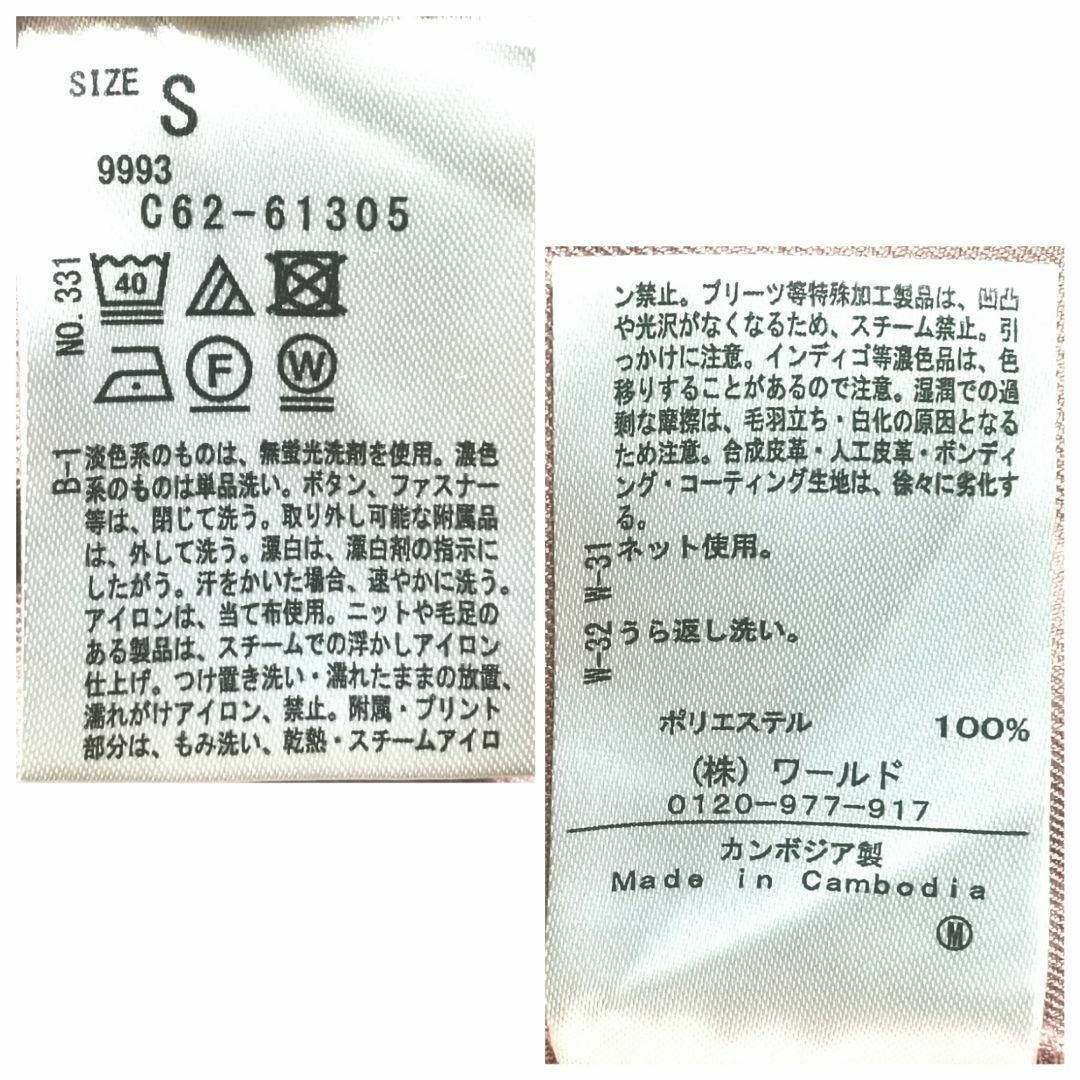 SIZE S
9993
C62-61305
NO. 331
40
F
W
B-1
淡色系のものは、無蛍光洗剤を使用。濃色
系のものは単品洗い。ボタン、ファスナー
等は、閉じて洗う。取り外し可能な附属品
は、外して洗う。漂白は、漂白剤の指示に
したがう。汗をかいた場合、速やかに洗う。
アイロンは、当て布使用。ニットや毛足の
ある製品は、スチームでの浮かしアイロン
仕上げ。つけ置き洗い・濡れたままの放置、
濡れがけアイロン、禁止。附属・プリント
部分は、もみ洗い、乾熱・スチームアイロ
ン禁止。プリーツ等特殊加工製品は、凹凸
や光沢がなくなるため、スチーム禁止。引
っかけに注意。インディゴ等濃色品は、色
移りすることがあるので注意。湿潤での過
剰な摩擦は、毛羽立ち・白化の原因となる
ため注意。合成皮革・人工皮革・ボンディ
ング・コーティング生地は、徐々に劣化す
る。
W-31 ネット使用。
W-32 うら返し洗い。
ポリエステル 100%
(株) ワールド
0120-977-917
カンボジア製
Made in Cambodia
M